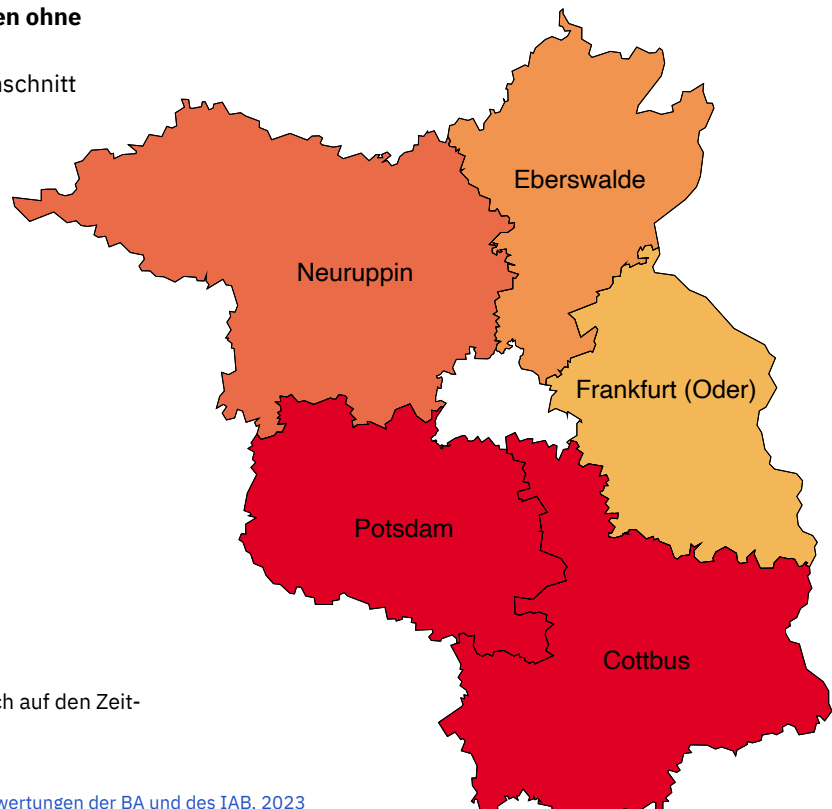 en ohne
schnitt
Eberswalde
Neuruppin
Frankfurt (Oder)
Potsdam
Cottbus
ch auf den Zeit-
wertungen der BA und des IAB, 2023